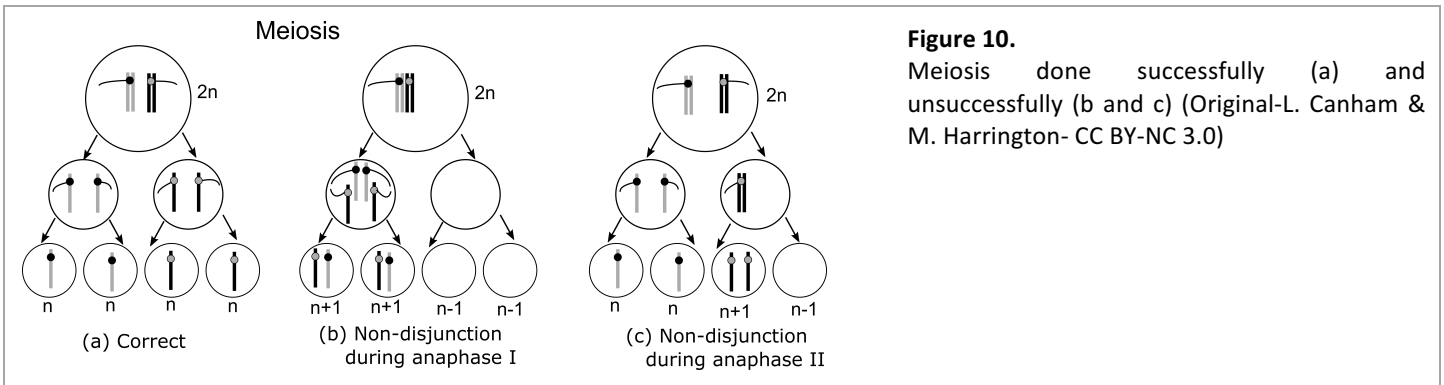 Meiosis
2n
2n
n
n
n
n
n+1
n+1
n-1
n-1
n
n
n+1
n-1
(a) Correct
(b) Non-disjunction
during anaphase I
(c) Non-disjunction
during anaphase II
Figure 10.
Meiosis done successfully (a) and
unsuccessfully (b and c) (Original-L. Canham &
M. Harrington- CC BY-NC 3.0)